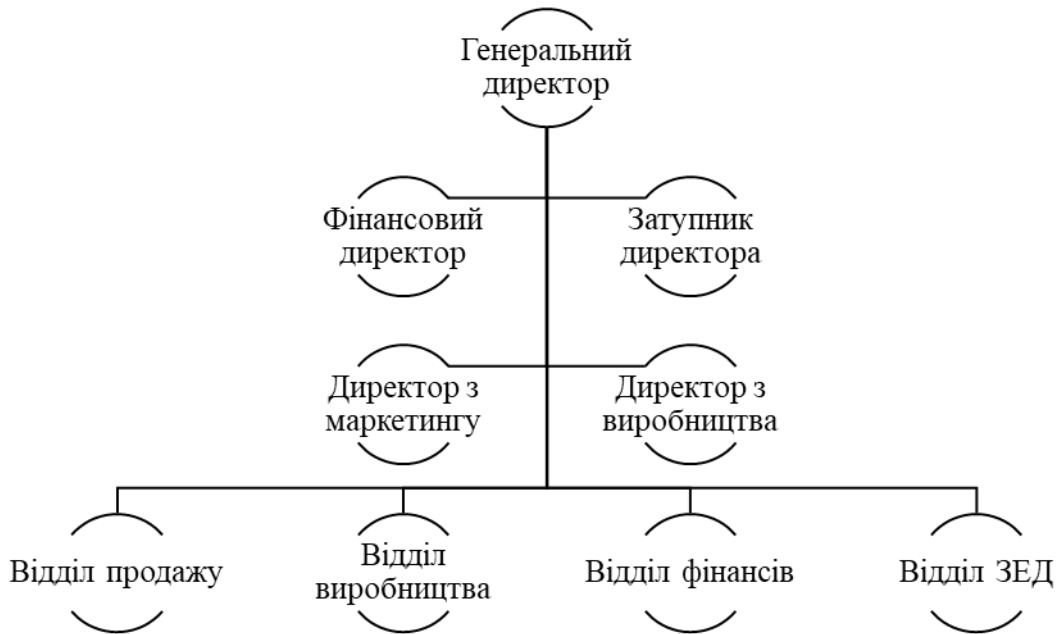 Генеральний
директор
Фінансовий
директор
Затупник
директора
Директор з
маркетингу
Директор з
виробництва
Відділ продажу
Відділ
виробництва
Відділ фінансів
Відділ ЗЕД